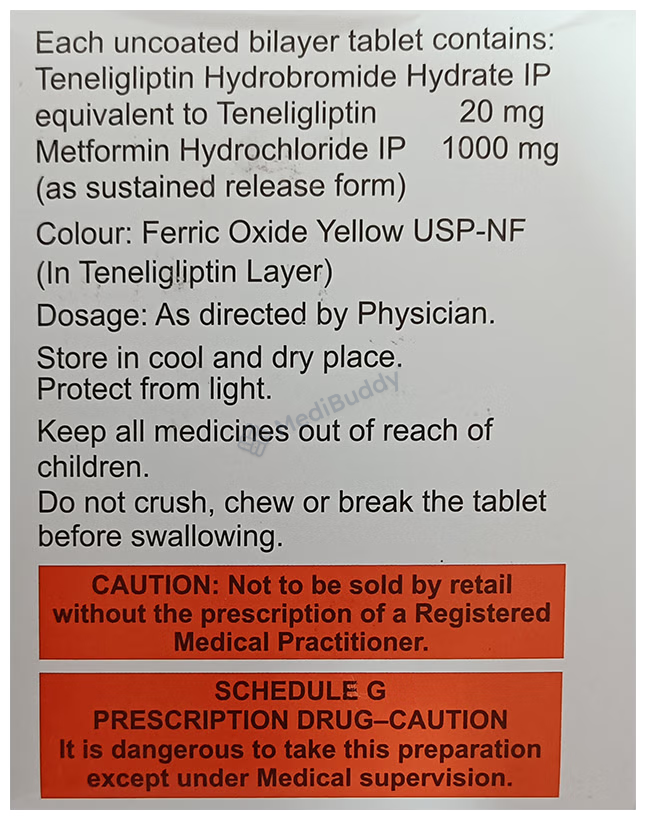 Each uncoated bilayer tablet contains:
Teneligliptin Hydrobromide Hydrate IP
equivalent to Teneligliptin 20 mg
Metformin Hydrochloride IP 1000 mg
(as sustained release form)
Colour: Ferric Oxide Yellow USP-NF
(In Teneligliptin Layer)
Dosage: As directed by Physician.
Store in cool and dry place.
Protect from light.
MediBuddy
Keep all medicines out of reach of
children.
Do not crush, chew or break the tablet
before swallowing.
CAUTION: Not to be sold by retail
without the prescription of a Registered
Medical Practitioner.
SCHEDULE G
PRESCRIPTION DRUG–CAUTION
It is dangerous to take this preparation
except under Medical supervision.